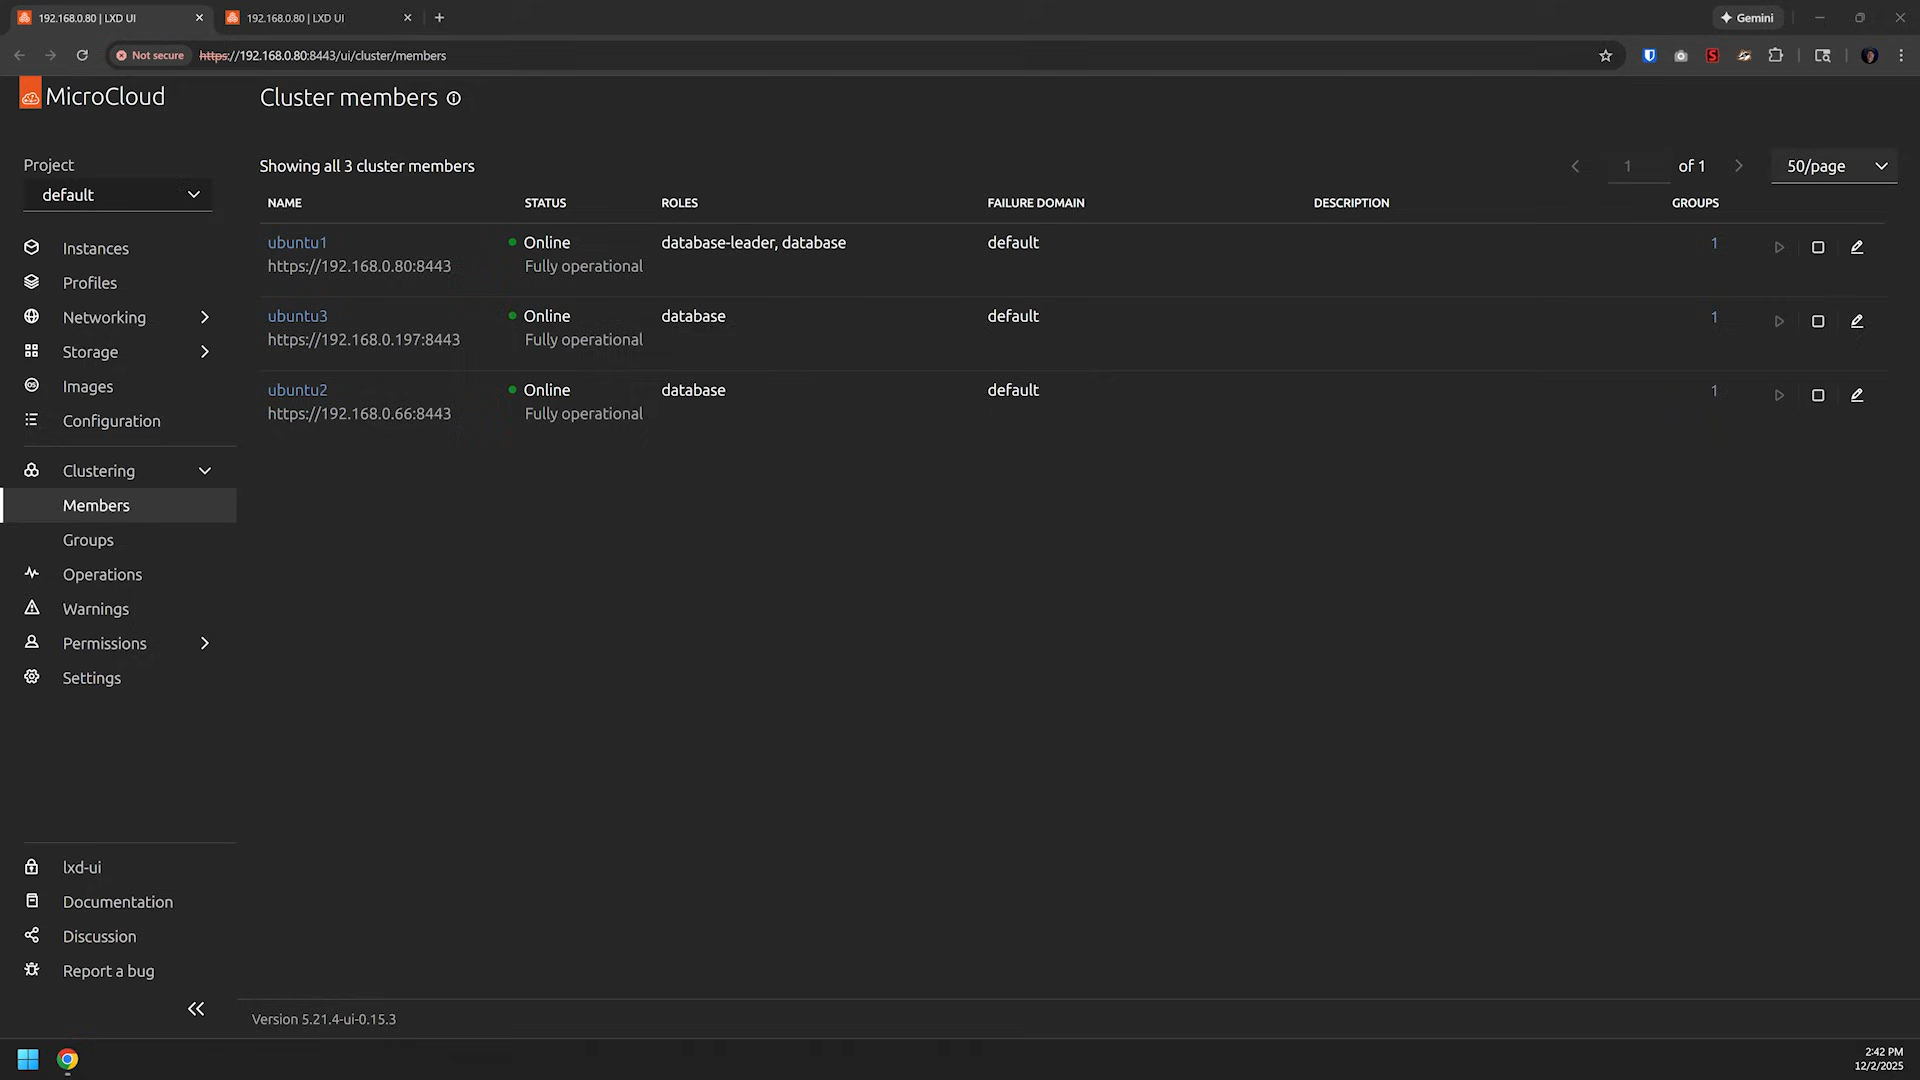 192.168.0.80 | LXD UI
192.168.0.80 | LXD UI
Gemini
Not secure
https://192.168.0.80:8443/ui/cluster/members
MicroCloud
Cluster members
Project
default
Showing all 3 cluster members
1 of 1
50/page
NAME STATUS ROLES FAILURE DOMAIN DESCRIPTION GROUPS
ubuntu1 Online database-leader, database default 1
https://192.168.0.80:8443 Fully operational
ubuntu3 Online database default 1
https://192.168.0.197:8443 Fully operational
ubuntu2 Online database default 1
https://192.168.0.66:8443 Fully operational
Instances
Profiles
Networking
Storage
Images
Configuration
Clustering
Members
Groups
Operations
Warnings
Permissions
Settings
lxd-ui
Documentation
Discussion
Report a bug
Version 5.21.4-ui-0.15.3
2:42 PM
12/2/2025